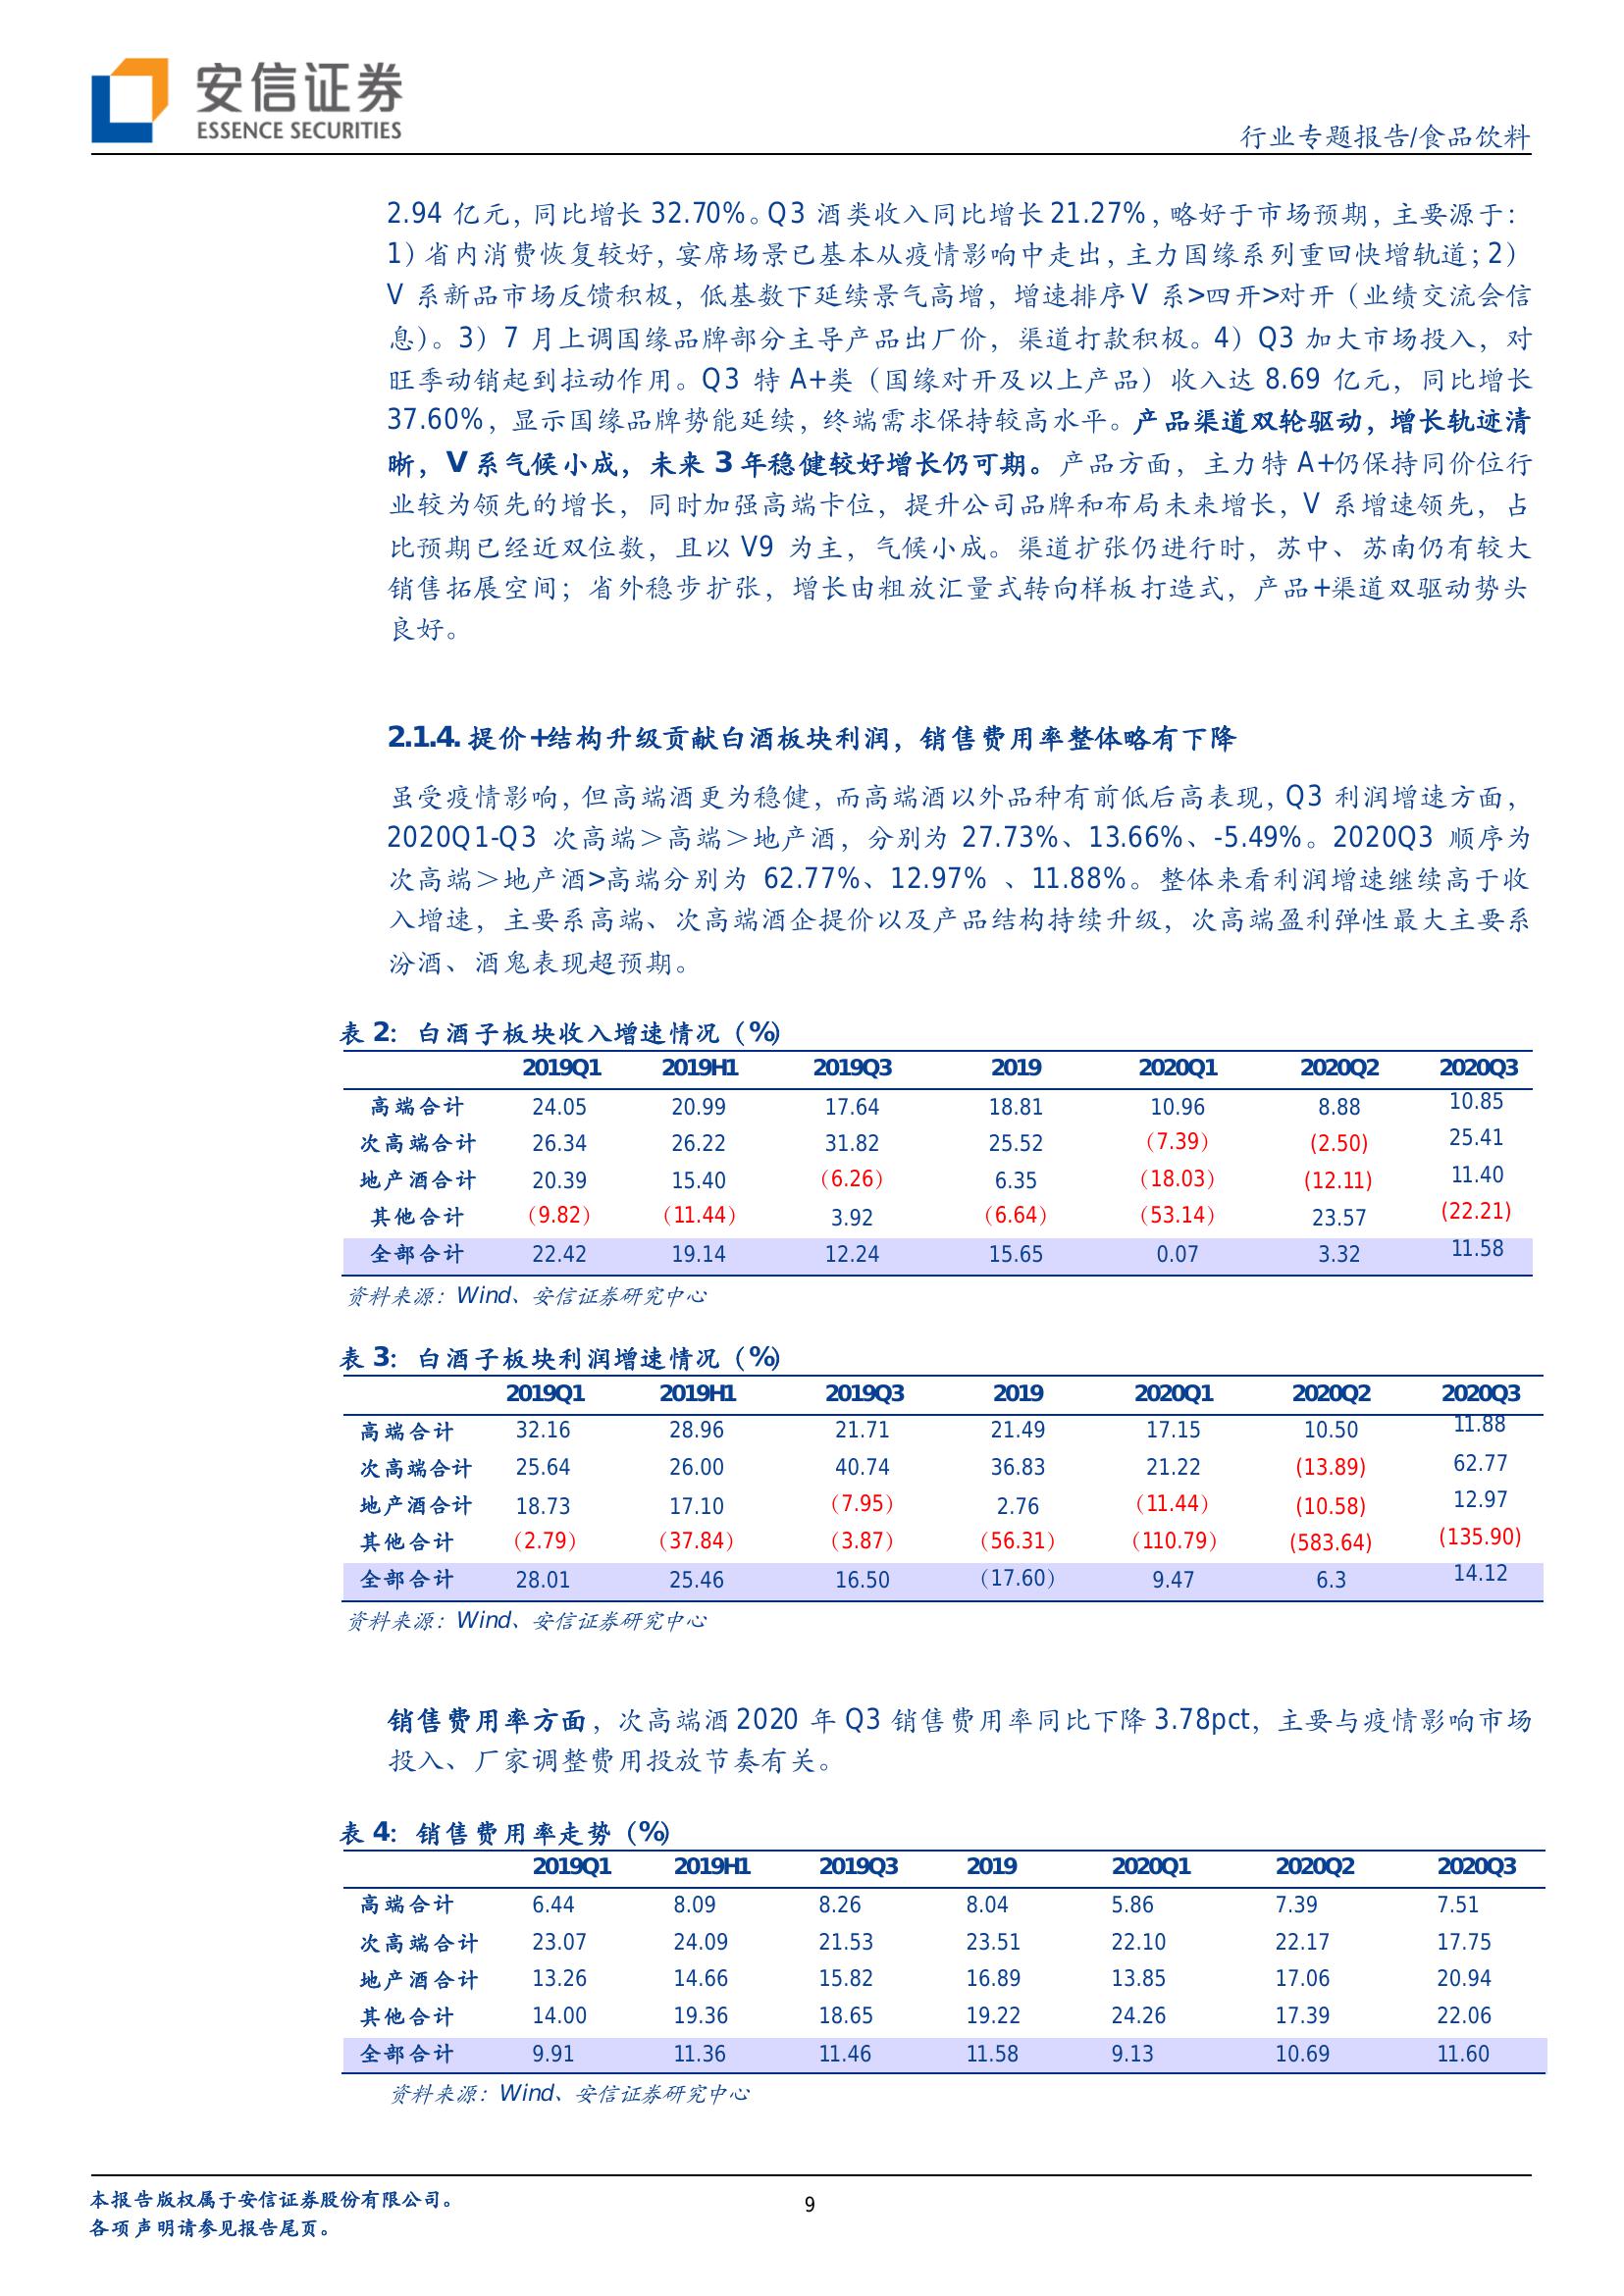 安信证券
ESSENCE SECURITIES
行业专题报告/食品饮料
2.94 亿元，同比增长 32.70%。Q3 酒类收入同比增长 21.27%，略好于市场预期，主要源于：
1）省内消费恢复较好，宴席场景已基本从疫情影响中走出，主力国缘系列重回快增轨道；2）
V 系新品市场反馈积极，低基数下延续景气高增，增速排序 V 系>四开>对开（业绩交流会信
息）。3）7 月上调国缘品牌部分主导产品出厂价，渠道打款积极。4）Q3 加大市场投入，对
旺季动销起到拉动作用。Q3 特 A+类（国缘对开及以上产品）收入达 8.69 亿元，同比增长
37.60%，显示国缘品牌势能延续，终端需求保持较高水平。产品渠道双轮驱动，增长轨迹清
晰，V 系气候小成，未来 3 年稳健较好增长仍可期。产品方面，主力特 A+仍保持同价位行
业较为领先的增长，同时加强高端卡位，提升公司品牌和布局未来增长，V 系增速领先，占
比预期已经近双位数，且以 V9 为主，气候小成。渠道扩张仍进行时，苏中、苏南仍有较大
销售拓展空间；省外稳步扩张，增长由粗放汇量式转向样板打造式，产品+渠道双驱动势头
良好。
2.1.4. 提价+结构升级贡献白酒板块利润，销售费用率整体略有下降
虽受疫情影响，但高端酒更为稳健，而高端酒以外品种有前低后高表现，Q3 利润增速方面，
2020Q1-Q3 次高端＞高端＞地产酒，分别为 27.73%、13.66%、-5.49%。2020Q3 顺序为
次高端＞地产酒>高端分别为 62.77%、12.97% 、11.88%。整体来看利润增速继续高于收
入增速，主要系高端、次高端酒企提价以及产品结构持续升级，次高端盈利弹性最大主要系
汾酒、酒鬼表现超预期。
表 2：白酒子板块收入增速情况（%）
2019Q1 2019H1 2019Q3 2019 2020Q1 2020Q2 2020Q3
高端合计 24.05 20.99 17.64 18.81 10.96 8.88 10.85
次高端合计 26.34 26.22 31.82 25.52 （7.39） (2.50) 25.41
地产酒合计 20.39 15.40 （6.26） 6.35 （18.03） (12.11) 11.40
其他合计 （9.82） （11.44） 3.92 （6.64） （53.14） 23.57 (22.21)
全部合计 22.42 19.14 12.24 15.65 0.07 3.32 11.58
资料来源：Wind、安信证券研究中心
表 3：白酒子板块利润增速情况（%）
2019Q1 2019H1 2019Q3 2019 2020Q1 2020Q2 2020Q3
高端合计 32.16 28.96 21.71 21.49 17.15 10.50 11.88
次高端合计 25.64 26.00 40.74 36.83 21.22 (13.89) 62.77
地产酒合计 18.73 17.10 （7.95） 2.76 （11.44） (10.58) 12.97
其他合计 （2.79） （37.84） （3.87） （56.31） （110.79） (583.64) (135.90)
全部合计 28.01 25.46 16.50 （17.60） 9.47 6.3 14.12
资料来源：Wind、安信证券研究中心
销售费用率方面，次高端酒 2020 年 Q3 销售费用率同比下降 3.78pct，主要与疫情影响市场
投入、厂家调整费用投放节奏有关。
表 4：销售费用率走势（%）
2019Q1 2019H1 2019Q3 2019 2020Q1 2020Q2 2020Q3
高端合计 6.44 8.09 8.26 8.04 5.86 7.39 7.51
次高端合计 23.07 24.09 21.53 23.51 22.10 22.17 17.75
地产酒合计 13.26 14.66 15.82 16.89 13.85 17.06 20.94
其他合计 14.00 19.36 18.65 19.22 24.26 17.39 22.06
全部合计 9.91 11.36 11.46 11.58 9.13 10.69 11.60
资料来源：Wind、安信证券研究中心
本报告版权属于安信证券股份有限公司。
各项声明请参见报告尾页。
9